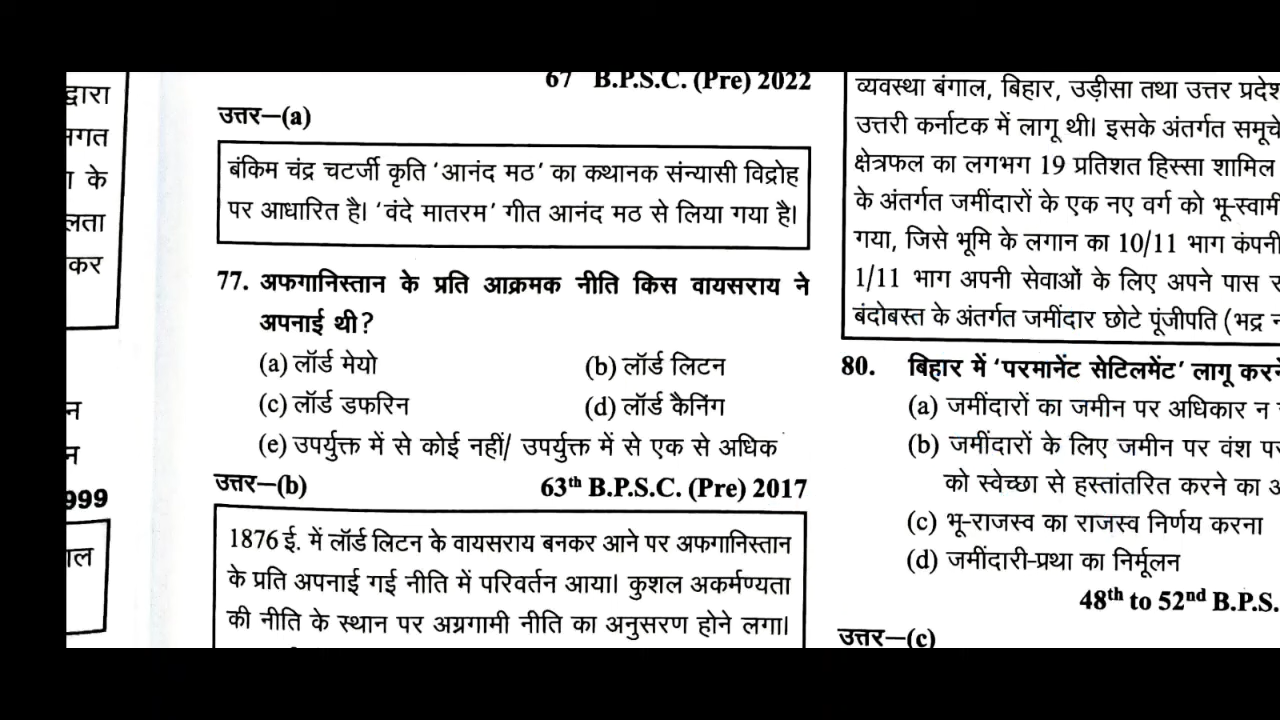 द्वारा
के
लता
कर
न
न
999
67 B.P.S.C. (Pre) 2022
उत्तर–(a)
बंकिम चंद्र चटर्जी कृति 'आनंद मठ' का कथानक संन्यासी विद्रोह
पर आधारित है। 'वंदे मातरम' गीत आनंद मठ से लिया गया है।
77. अफगानिस्तान के प्रति आक्रमक नीति किस वायसराय ने
अपनाई थी?
(a) लॉर्ड मेयो (b) लॉर्ड लिटन
(c) लॉर्ड डफरिन (d) लॉर्ड कैनिंग
(e) उपर्युक्त में से कोई नहीं/ उपर्युक्त में से एक से अधिक
उत्तर–(b) 63th B.P.S.C. (Pre) 2017
1876 ई. में लॉर्ड लिटन के वायसराय बनकर आने पर अफगानिस्तान
के प्रति अपनाई गई नीति में परिवर्तन आया। कुशल अकर्मण्यता
की नीति के स्थान पर अग्रगामी नीति का अनुसरण होने लगा।
व्यवस्था बंगाल, बिहार, उड़ीसा तथा उत्तर प्रदेश
उत्तरी कर्नाटक में लागू थी। इसके अंतर्गत समूचे
क्षेत्रफल का लगभग 19 प्रतिशत हिस्सा शामिल
के अंतर्गत जमींदारों के एक नए वर्ग को भू-स्वामी
गया, जिसे भूमि के लगान का 10/11 भाग कंपनी
1/11 भाग अपनी सेवाओं के लिए अपने पास
बंदोबस्त के अंतर्गत जमींदार छोटे पूंजीपति (भद्र
80. बिहार में 'परमानेंट सेटिलमेंट' लागू करने
(a) जमींदारों का जमीन पर अधिकार न
(b) जमींदारों के लिए जमीन पर वंश
को स्वेच्छा से हस्तांतरित करने का
(c) भू-राजस्व का राजस्व निर्णय करना
(d) जमींदारी-प्रथा का निर्मूलन
48th to 52nd B.P.S.
उत्तर–(c)